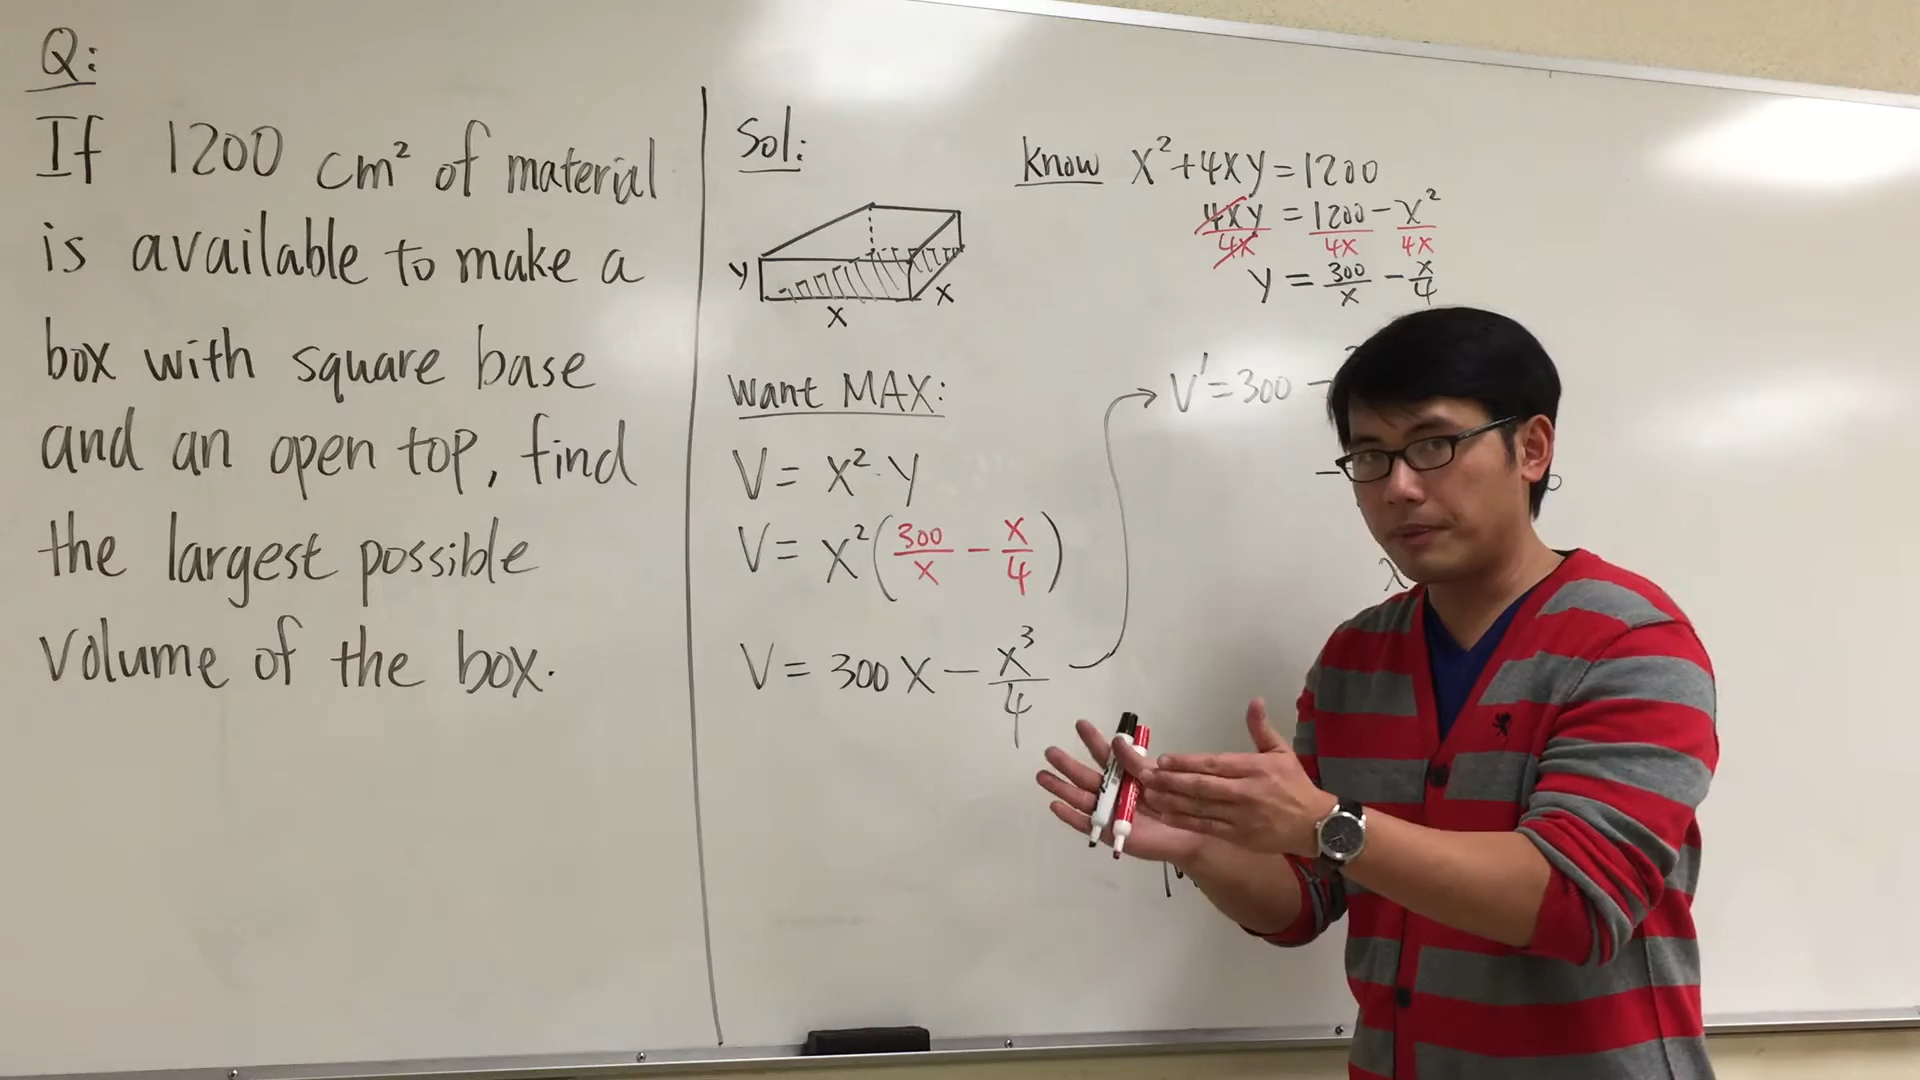 Q:
If 1200 cm² of material
is available to make a
box with square base
and an open top, find
the largest possible
volume of the box.
Sol:
y
x
x
Want MAX:
V = x²·y
V = x²(300/x - x/4)
V = 300x - x³/4
Know x²+4xy=1200
4xy/4x = 1200/4x - x²/4x
y = 300/x - x/4
V'=300 -